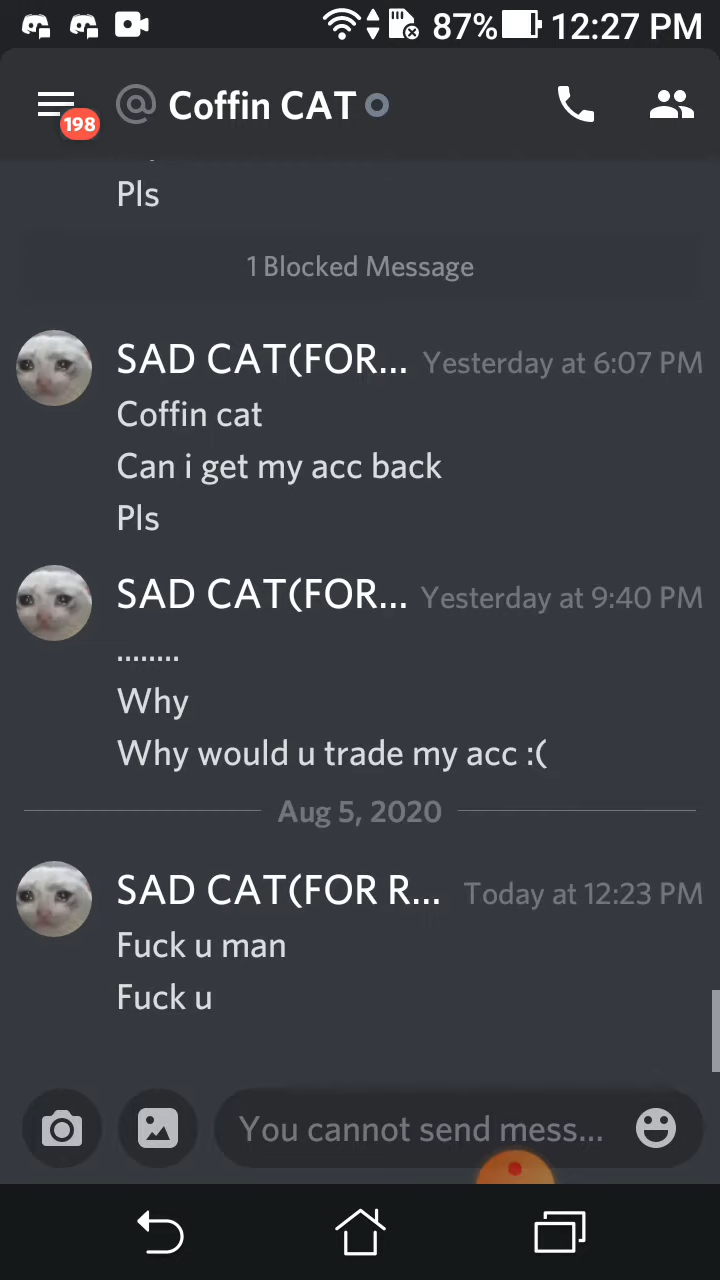 87% 12:27 PM
@ Coffin CAT
198
Pls
1 Blocked Message
SAD CAT(FOR... Yesterday at 6:07 PM
Coffin cat
Can i get my acc back
Pls
SAD CAT(FOR... Yesterday at 9:40 PM
........
Why
Why would u trade my acc :(
Aug 5, 2020
SAD CAT(FOR R... Today at 12:23 PM
Fuck u man
Fuck u
You cannot send mess...